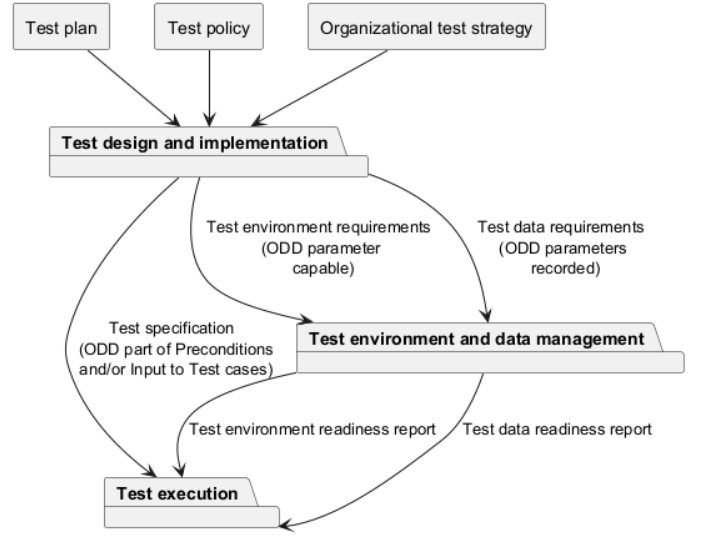 Test plan
Test policy
Organizational test strategy
Test design and implementation
Test environment requirements
(ODD parameter
capable)
Test data requirements
(ODD parameters
recorded)
Test specification
(ODD part of Preconditions
and/or Input to Test cases)
Test environment and data management
Test environment readiness report
Test data readiness report
Test execution